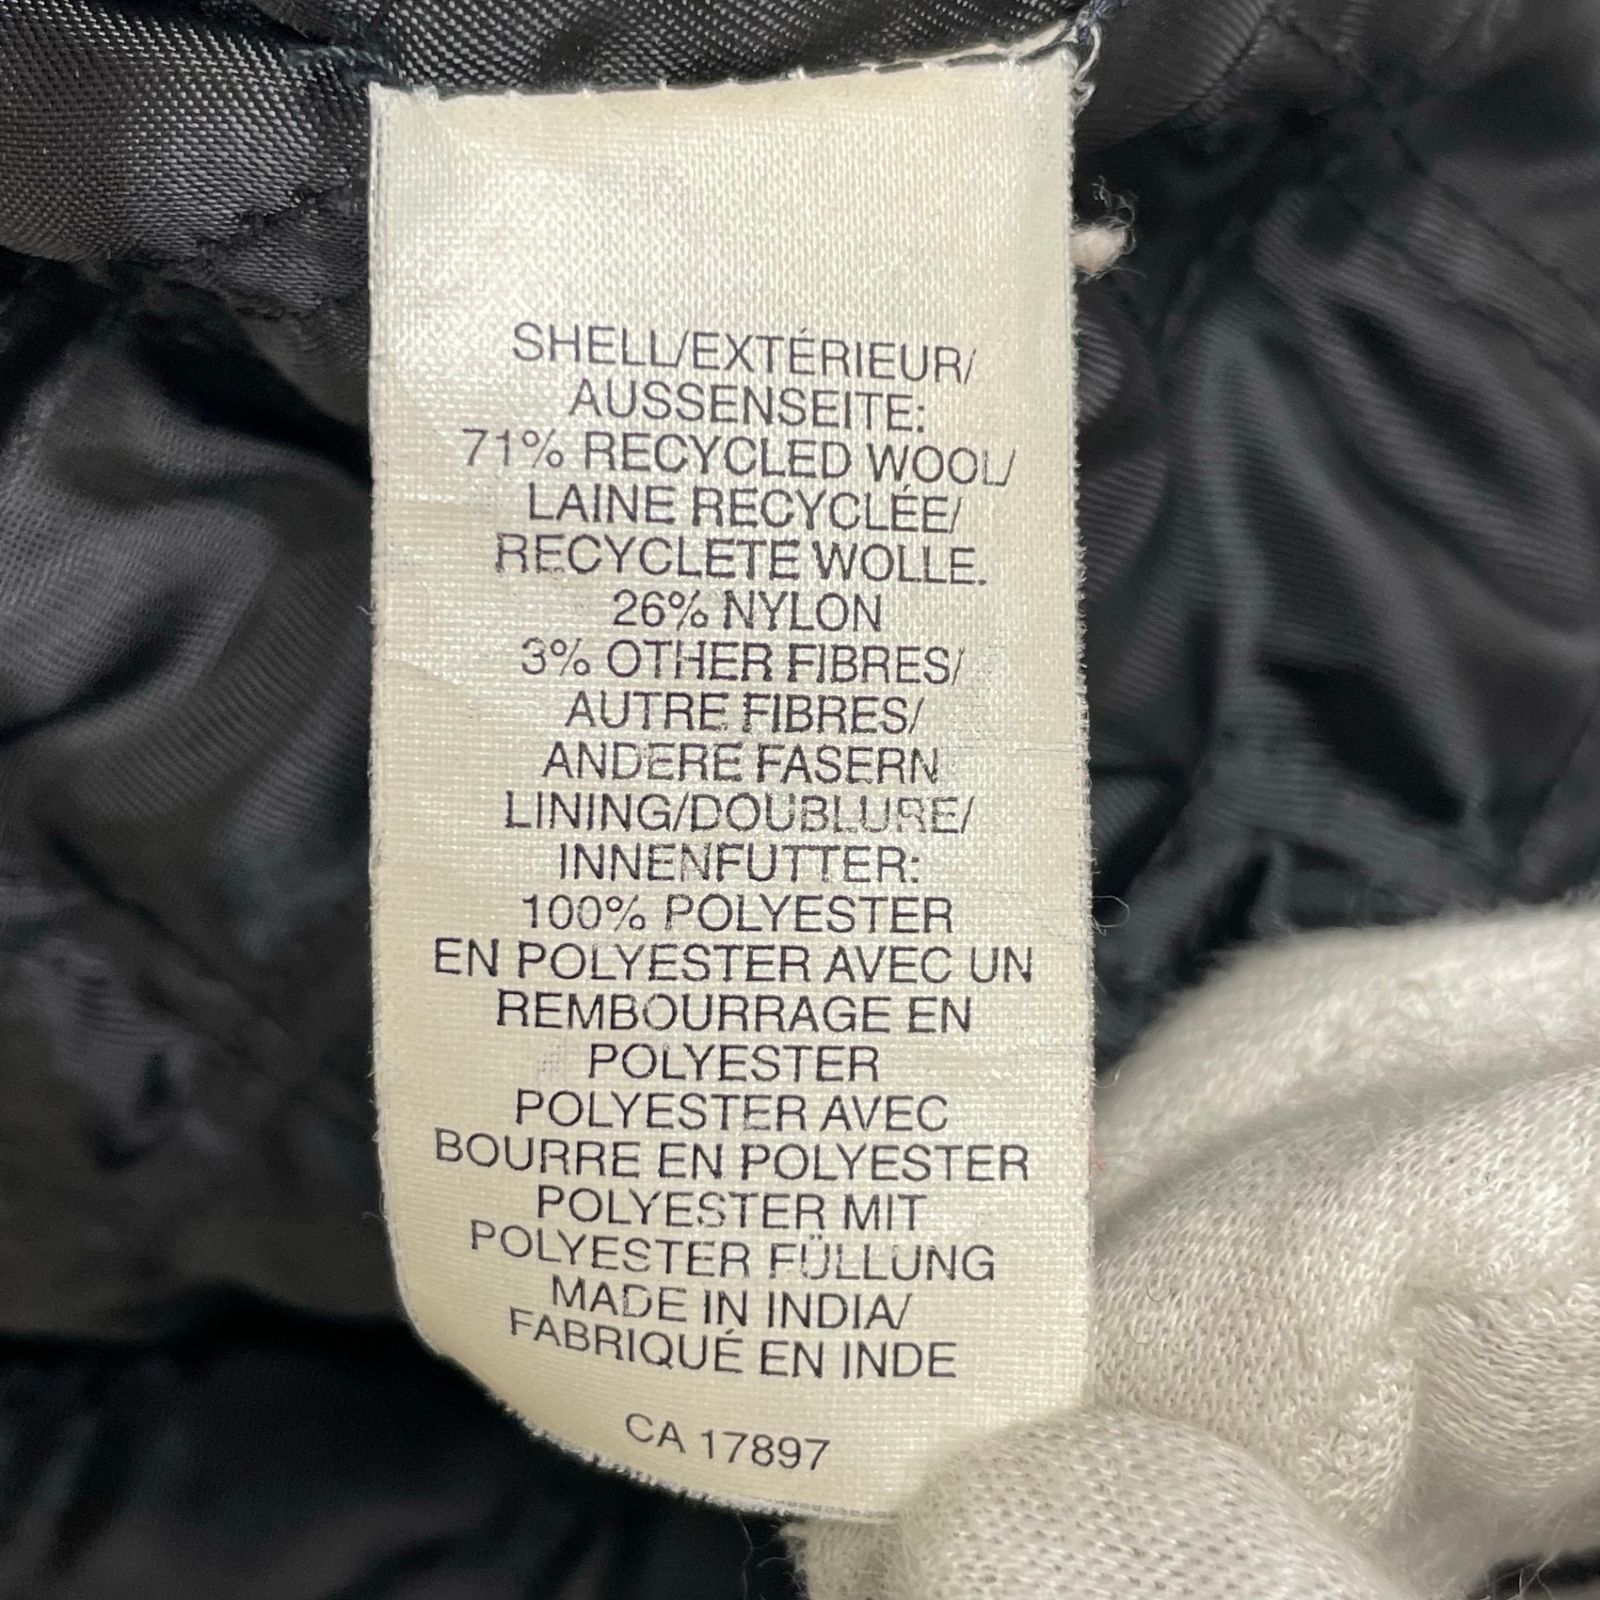 SHELL/EXTÉRIEUR/
AUSSENSEITE:
71% RECYCLED WOOL/
LAINE RECYCLÉE/
RECYCLETE WOLLE.
26% NYLON
3% OTHER FIBRES/
AUTRE FIBRES/
ANDERE FASERN
LINING/DOUBLURE/
INNENFUTTER:
100% POLYESTER
EN POLYESTER AVEC UN
REMBOURRAGE EN
POLYESTER
POLYESTER AVEC
BOURRE EN POLYESTER
POLYESTER MIT
POLYESTER FÜLLUNG
MADE IN INDIA/
FABRIQUÉ EN INDE
CA 17897